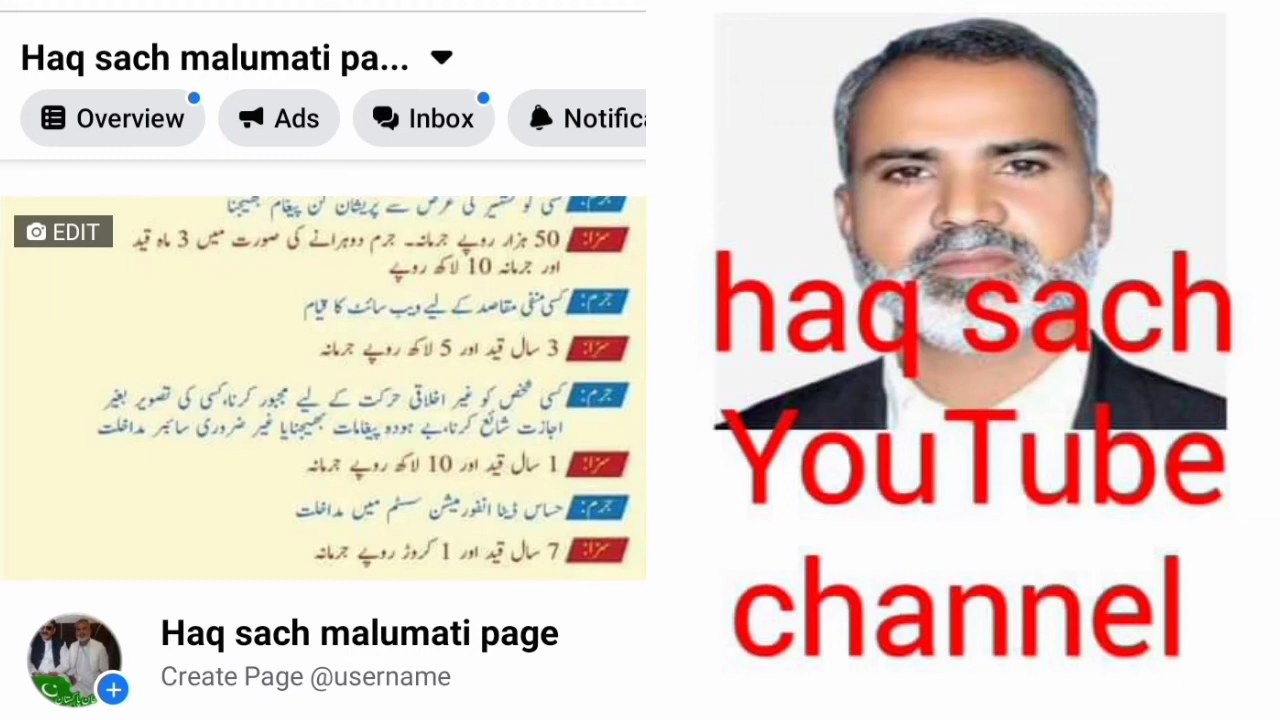 Haq sach malumati pa...
Overview
Ads
Inbox
Notifica
EDIT
جرم: کسی کو تنقیر کی غرض سے پریشان کن پیغام بھیجنا
سزا: 50 ہزار روپے جرمانہ۔ جرم دوہرانے کی صورت میں 3 ماہ قید
اور جرمانہ 10 لاکھ روپے
جرم: کسی منفی مقاصد کے لیے ویب سائٹ کا قیام
سزا: 3 سال قید اور 5 لاکھ روپے جرمانہ
جرم: کسی شخص کو غیر اخلاقی حرکت کے لیے مجبور کرنا، کسی کی تصویر بغیر
اجازت شائع کرنا، بے ہودہ پیغامات بھیجنا یا غیر ضروری سائبر مداخلت
سزا: 1 سال قید اور 10 لاکھ روپے جرمانہ
جرم: حساس ڈیٹا انفورمیشن سسٹم میں مداخلت
سزا: 7 سال قید اور 1 کروڑ روپے جرمانہ
Haq sach malumati page
Create Page @username
haq sach
YouTube
channel